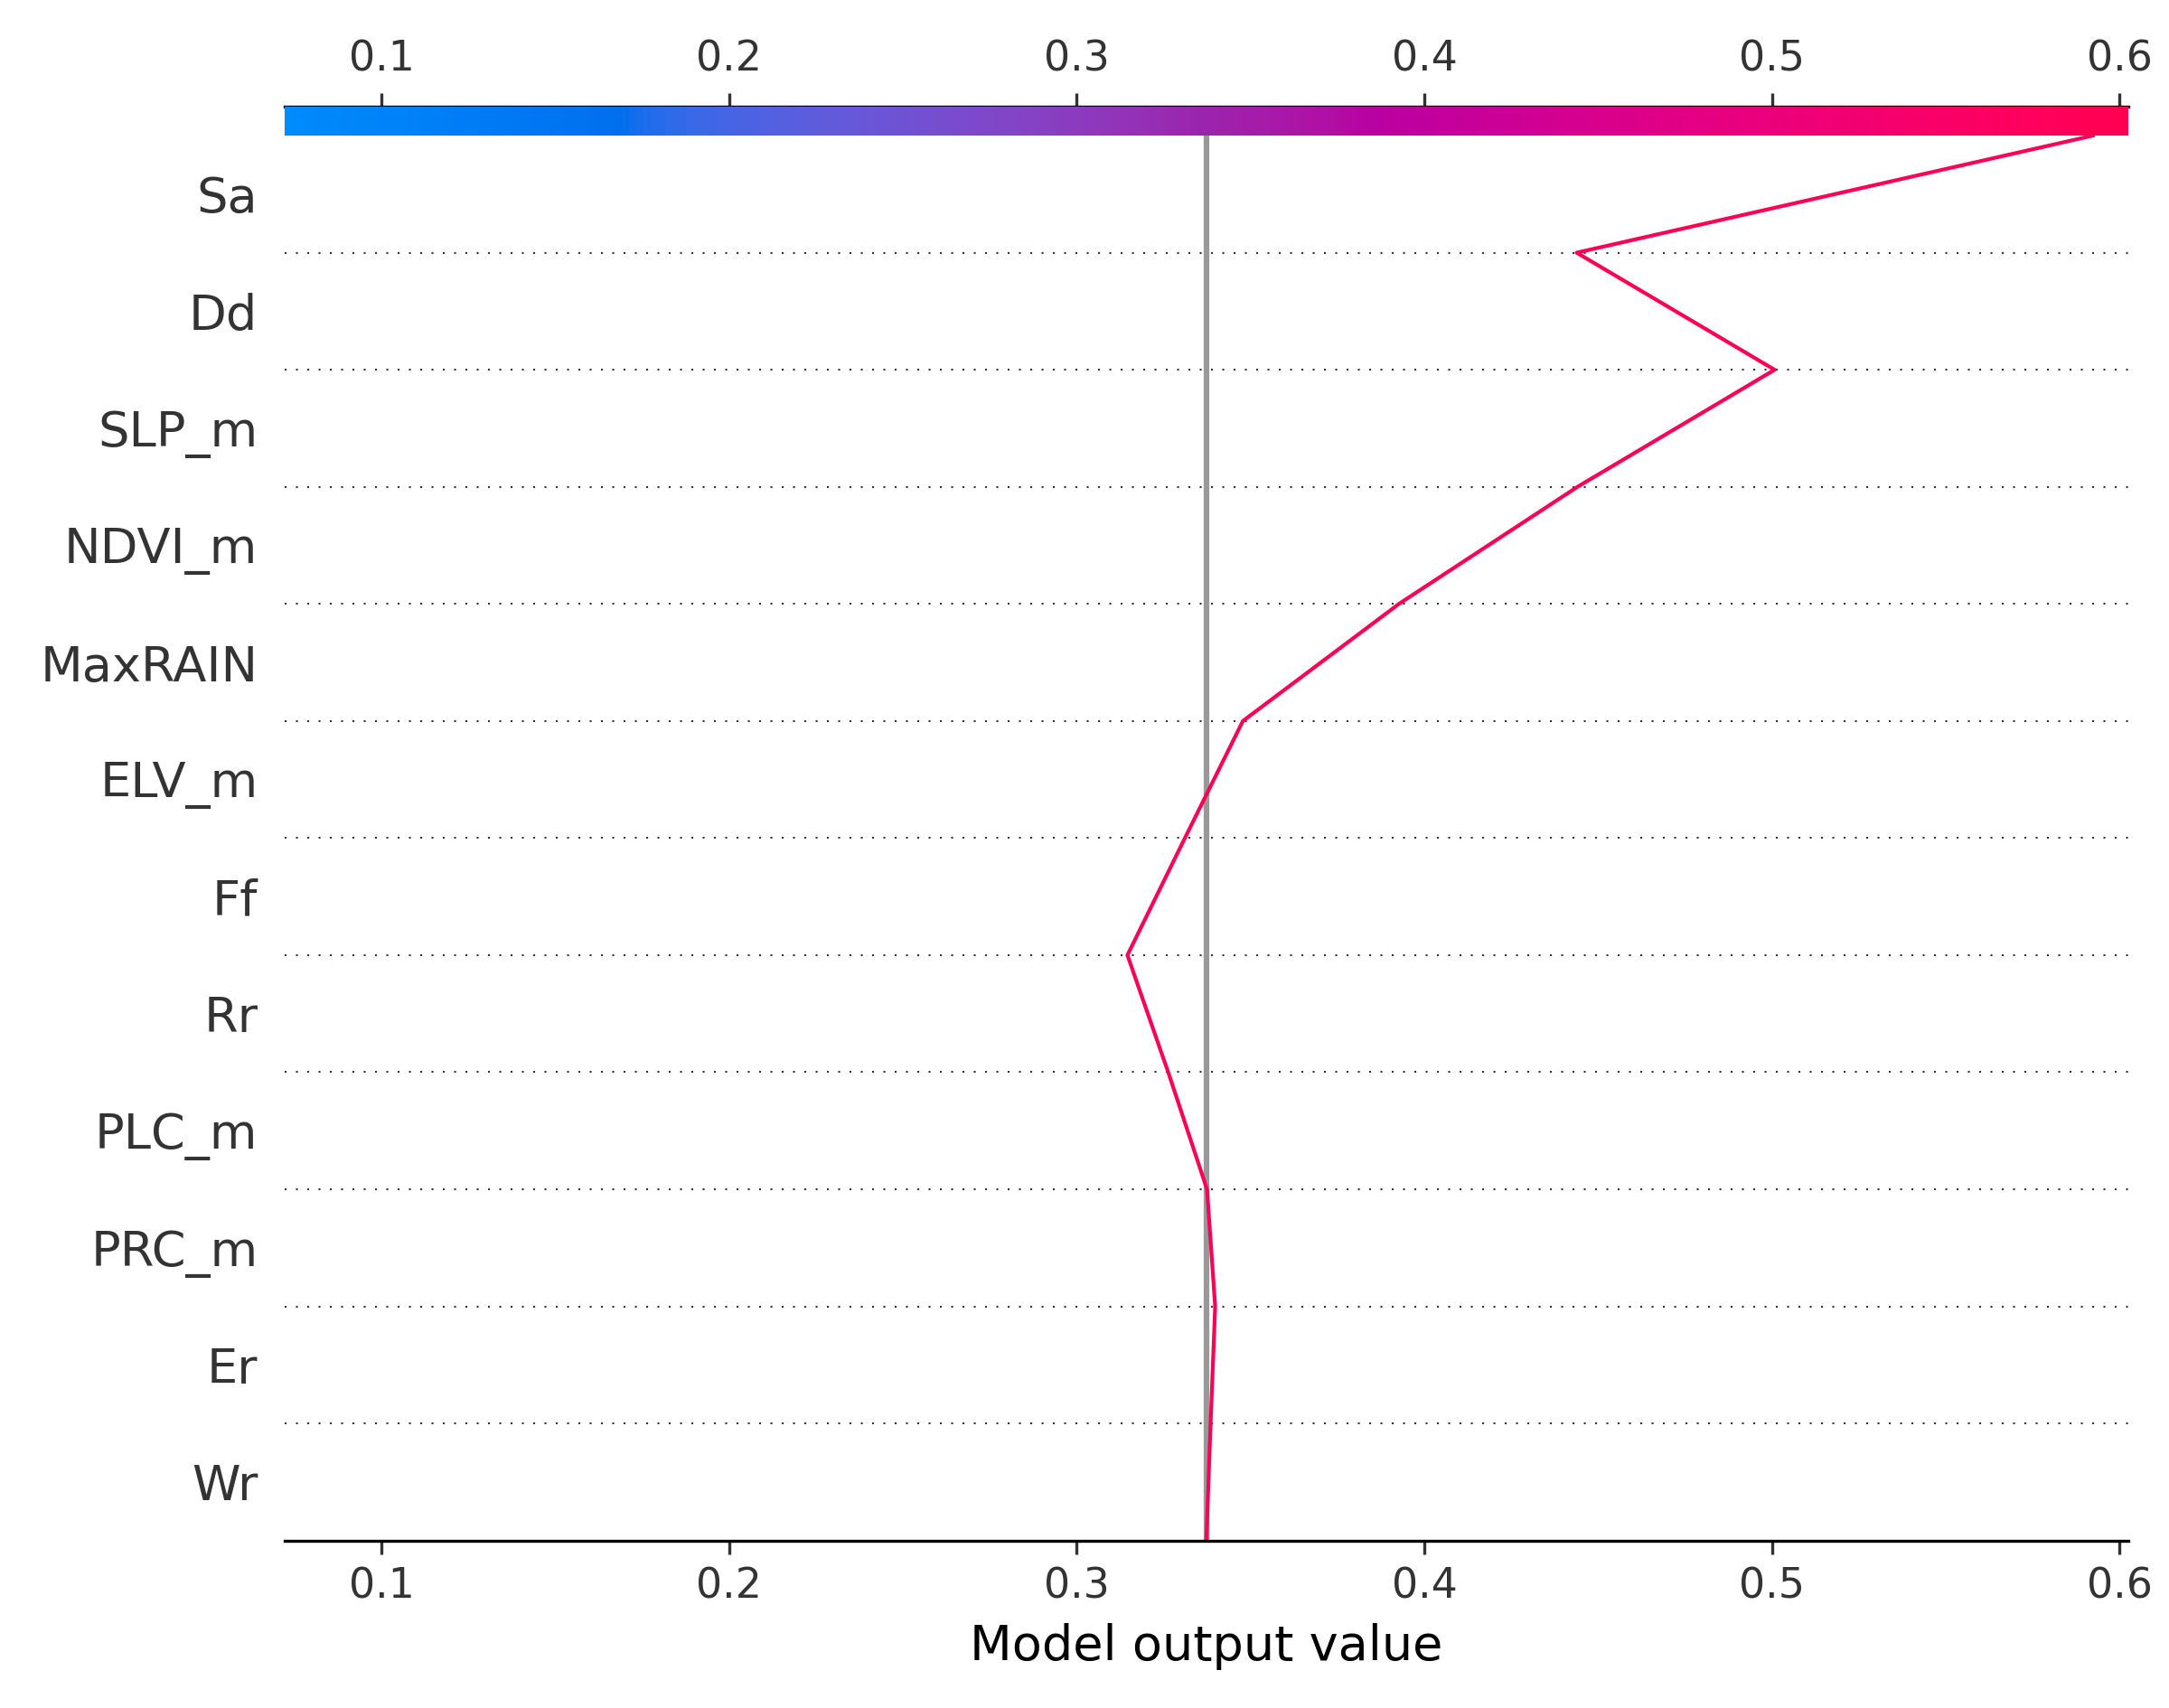 0.1 0.2 0.3 0.4 0.5 0.6
Sa
Dd
SLP_m
NDVI_m
MaxRAIN
ELV_m
Ff
Rr
PLC_m
PRC_m
Er
Wr
0.1 0.2 0.3 0.4 0.5 0.6
Model output value